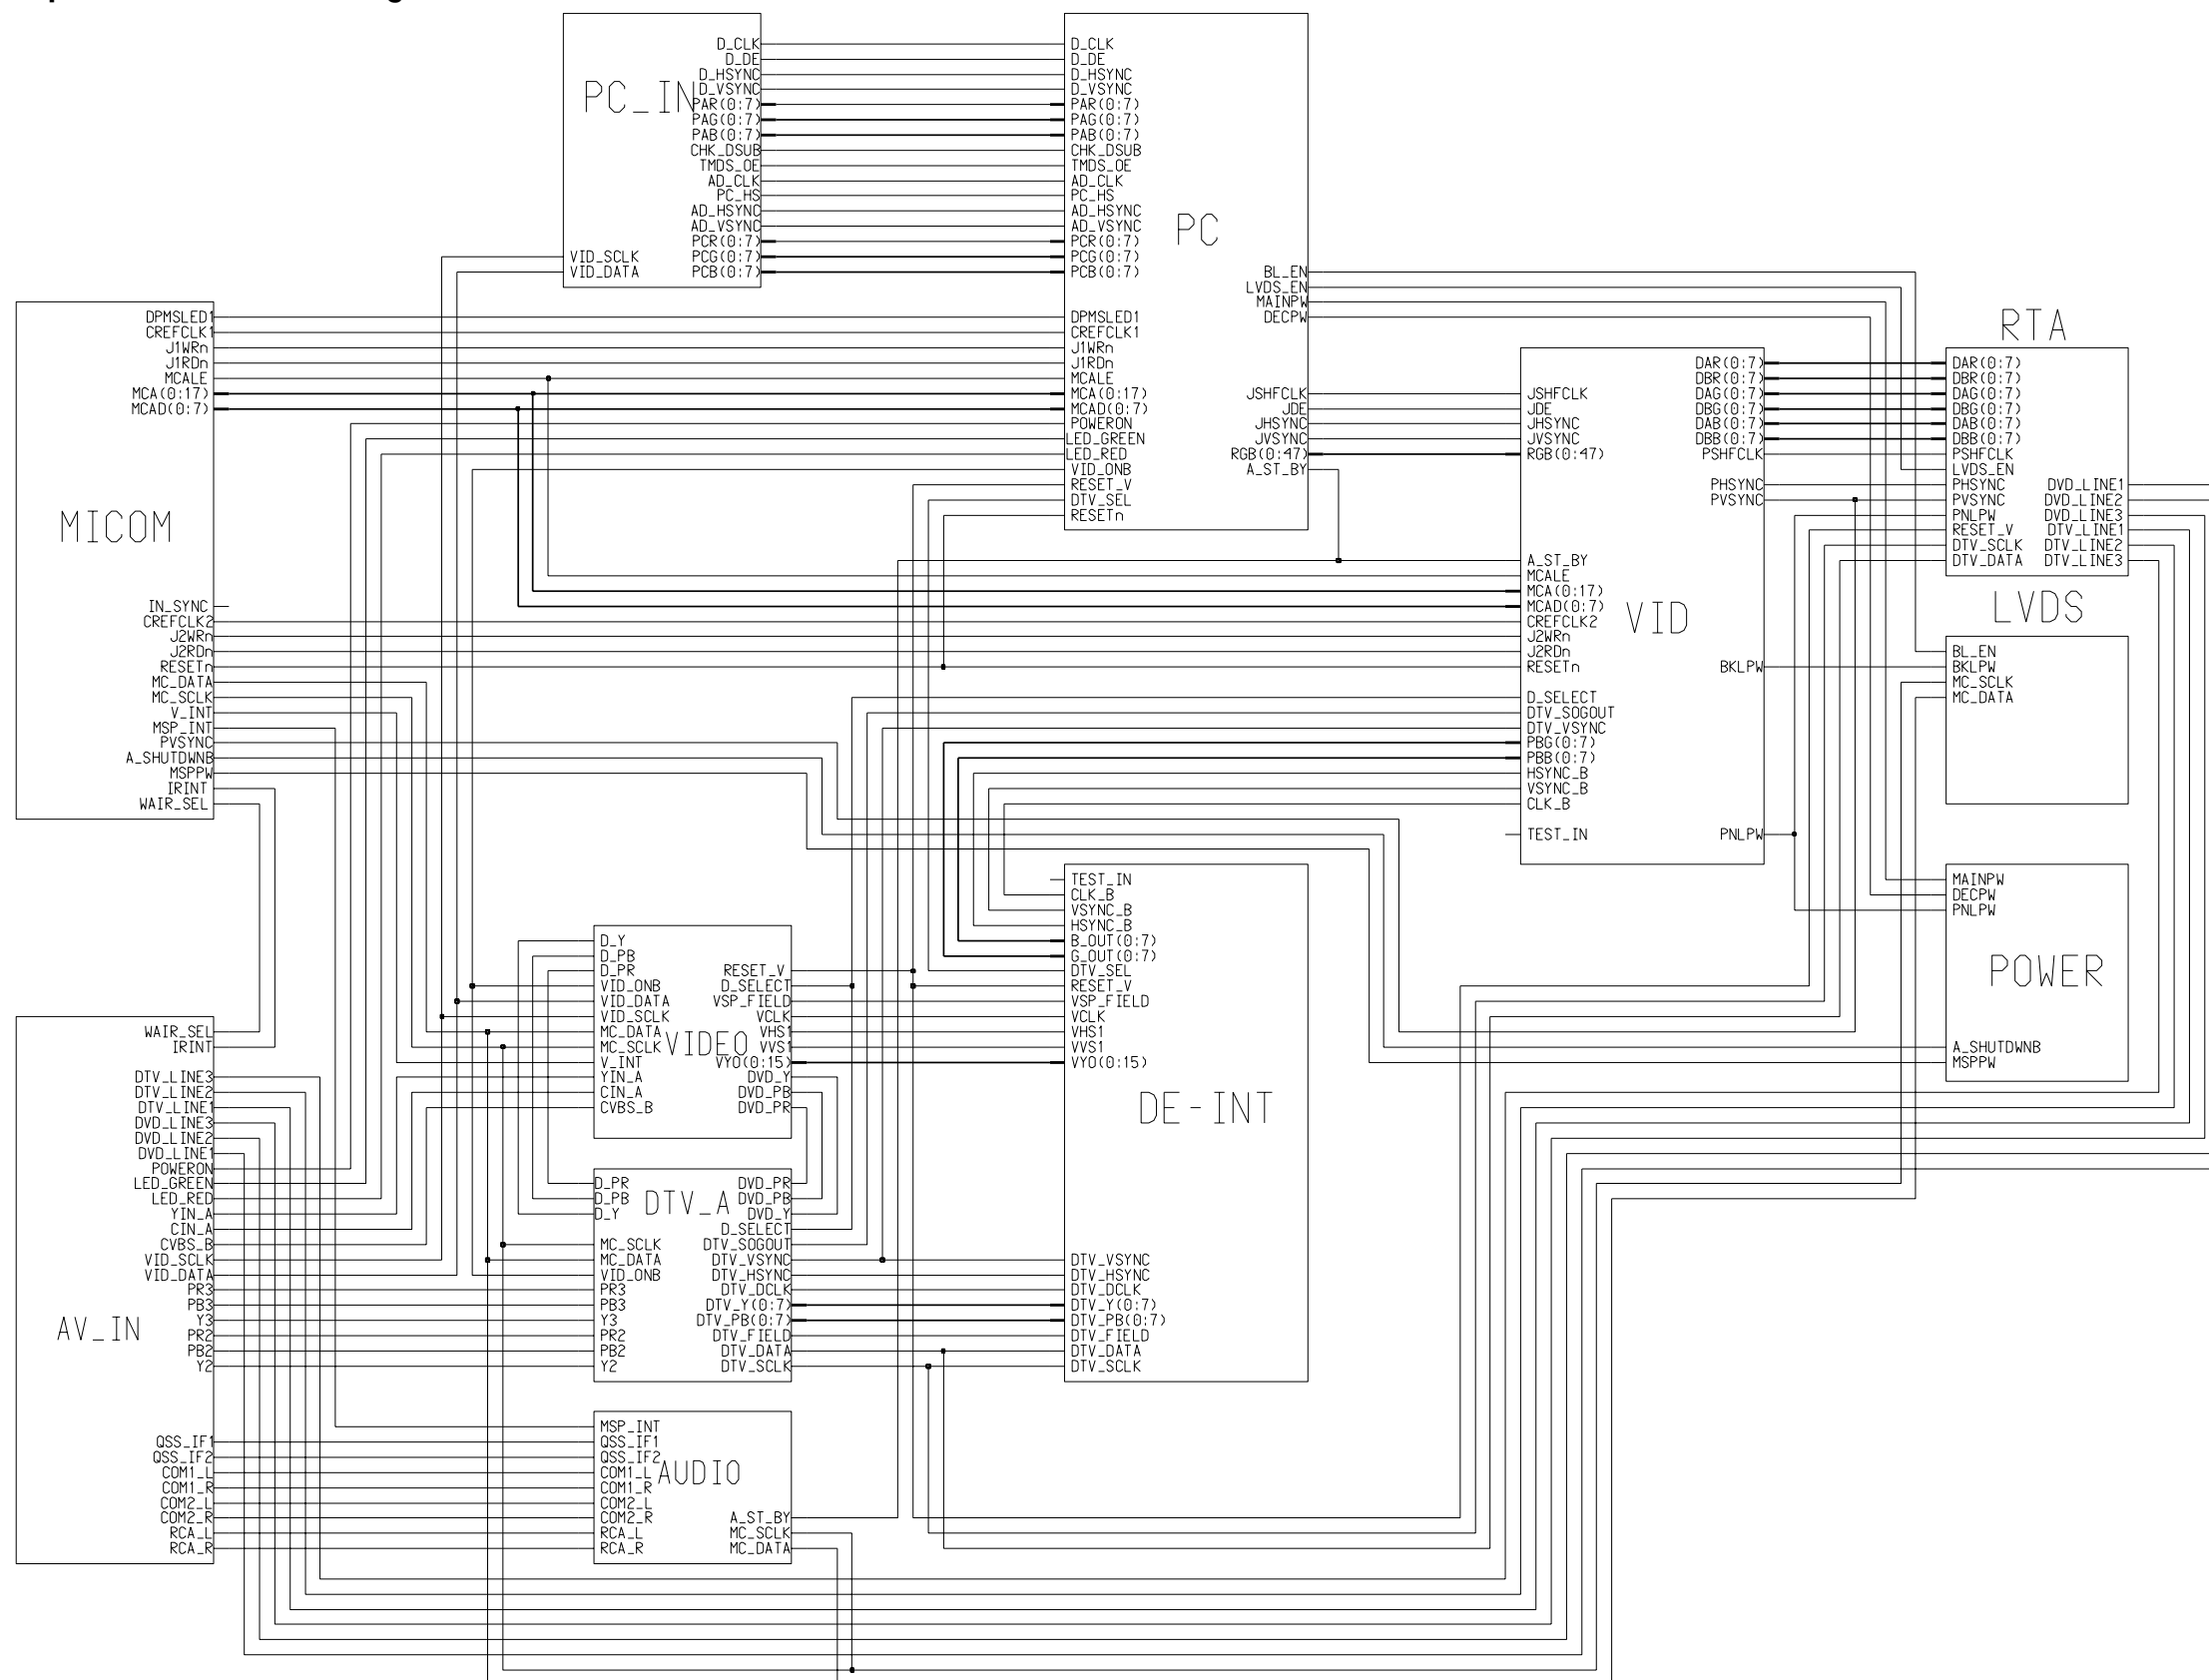 PC_IN
D_CLK
D_DE
D_HSYNC
D_VSYNC
PAR(0:7)
PAG(0:7)
PAB(0:7)
CHK_DSUB
TMDS_OE
AD_CLK
PC_HS
AD_HSYNC
AD_VSYNC
PCR(0:7)
VID_SCLK PCG(0:7)
VID_DATA PCB(0:7)
PC
D_CLK
D_DE
D_HSYNC
D_VSYNC
PAR(0:7)
PAG(0:7)
PAB(0:7)
CHK_DSUB
TMDS_OE
AD_CLK
PC_HS
AD_HSYNC
AD_VSYNC
PCR(0:7)
PCG(0:7)
PCB(0:7)
DPMSLED1
CREFCLK1
J1WRn
J1RDn
MCALE
MCA(0:17)
MCAD(0:7)
POWERON
LED_GREEN
LED_RED
VID_ONB
RESET_V
DTV_SEL
RESETn
BL_EN
LVDS_EN
MAINPW
DECPW
JSHFCLK
JDE
JHSYNC
JVSYNC
RGB(0:47)
A_ST_BY
MICOM
DPMSLED1
CREFCLK1
J1WRn
J1RDn
MCALE
MCA(0:17)
MCAD(0:7)
IN_SYNC
CREFCLK2
J2WRn
J2RDn
RESETn
MC_DATA
MC_SCLK
V_INT
MSP_INT
PVSYNC
A_SHUTDWNB
MSPPW
IRINT
WAIR_SEL
VID
JSHFCLK
JDE
JHSYNC
JVSYNC
RGB(0:47)
A_ST_BY
MCALE
MCA(0:17)
MCAD(0:7)
CREFCLK2
J2WRn
J2RDn
RESETn
D_SELECT
DTV_SOGOUT
DTV_VSYNC
PBG(0:7)
PBB(0:7)
HSYNC_B
VSYNC_B
CLK_B
TEST_IN
DAR(0:7)
DBR(0:7)
DAG(0:7)
DBG(0:7)
DAB(0:7)
DBB(0:7)
PSHFCLK
PHSYNC
PVSYNC
BKLPW
PNLPW
RTA
DAR(0:7)
DBR(0:7)
DAG(0:7)
DBG(0:7)
DAB(0:7)
DBB(0:7)
PSHFCLK
LVDS_EN
PHSYNC DVD_LINE1
PVSYNC DVD_LINE2
PNLPW DVD_LINE3
RESET_V DTV_LINE1
DTV_SCLK DTV_LINE2
DTV_DATA DTV_LINE3
LVDS
BL_EN
BKLPW
MC_SCLK
MC_DATA
POWER
MAINPW
DECPW
PNLPW
A_SHUTDWNB
MSPPW
DE-INT
TEST_IN
CLK_B
VSYNC_B
HSYNC_B
B_OUT(0:7)
G_OUT(0:7)
DTV_SEL
RESET_V
VSP_FIELD
VCLK
VHS1
VVS1
VYO(0:15)
DTV_VSYNC
DTV_HSYNC
DTV_DCLK
DTV_Y(0:7)
DTV_PB(0:7)
DTV_FIELD
DTV_DATA
DTV_SCLK
VIDEO
D_Y
D_PB
D_PR RESET_V
VID_ONB D_SELECT
VID_DATA VSP_FIELD
VID_SCLK VCLK
MC_DATA VHS1
MC_SCLK VVS1
V_INT VYO(0:15)
YIN_A DVD_Y
CIN_A DVD_PB
CVBS_B DVD_PR
DTV_A
D_PR DVD_PR
D_PB DVD_PB
D_Y DVD_Y
D_SELECT
MC_SCLK DTV_SOGOUT
MC_DATA DTV_VSYNC
VID_ONB DTV_HSYNC
PR3 DTV_DCLK
PB3 DTV_Y(0:7)
Y3 DTV_PB(0:7)
PR2 DTV_FIELD
PB2 DTV_DATA
Y2 DTV_SCLK
AUDIO
MSP_INT
QSS_IF1
QSS_IF2
COM1_L
COM1_R
COM2_L
COM2_R A_ST_BY
RCA_L MC_SCLK
RCA_R MC_DATA
AV_IN
WAIR_SEL
IRINT
DTV_LINE3
DTV_LINE2
DTV_LINE1
DVD_LINE3
DVD_LINE2
DVD_LINE1
POWERON
LED_GREEN
LED_RED
YIN_A
CIN_A
CVBS_B
VID_SCLK
VID_DATA
PR3
PB3
Y3
PR2
PB2
Y2
QSS_IF1
QSS_IF2
COM1_L
COM1_R
COM2_L
COM2_R
RCA_L
RCA_R